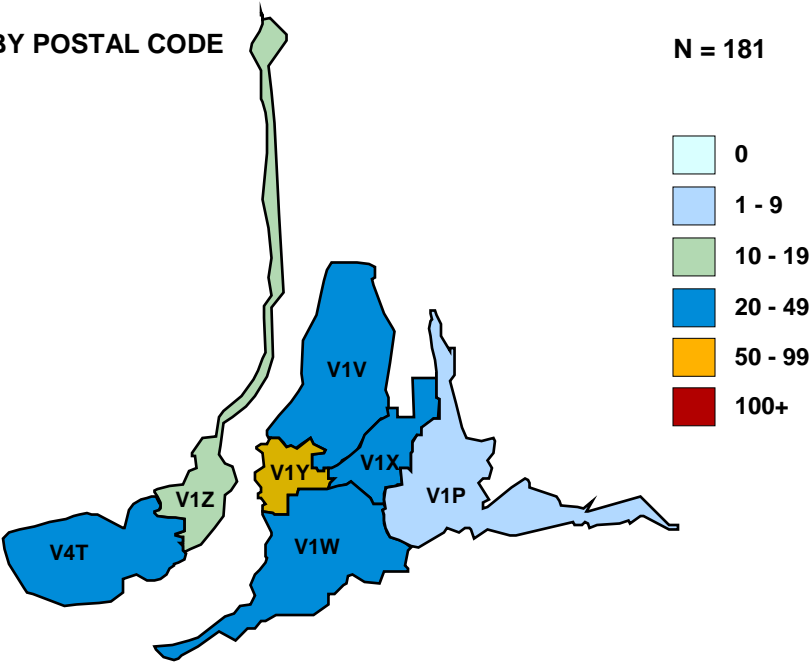 BY POSTAL CODE
N = 181
0
1 - 9
10 - 19
20 - 49
50 - 99
100+
V1V
V1X
V1Y
V1Z
V1P
V4T
V1W